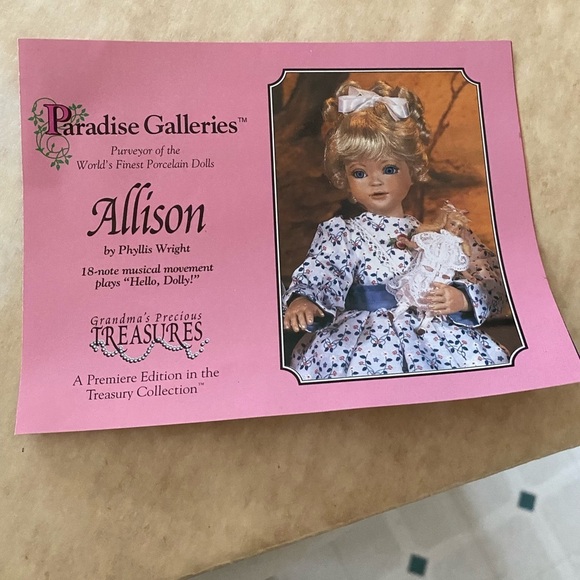 Paradise Galleries™
Purveyor of the
World's Finest Porcelain Dolls
Allison
by Phyllis Wright
18-note musical movement
plays "Hello, Dolly!"
Grandma's Precious
TREASURES
A Premiere Edition in the
Treasury Collection™